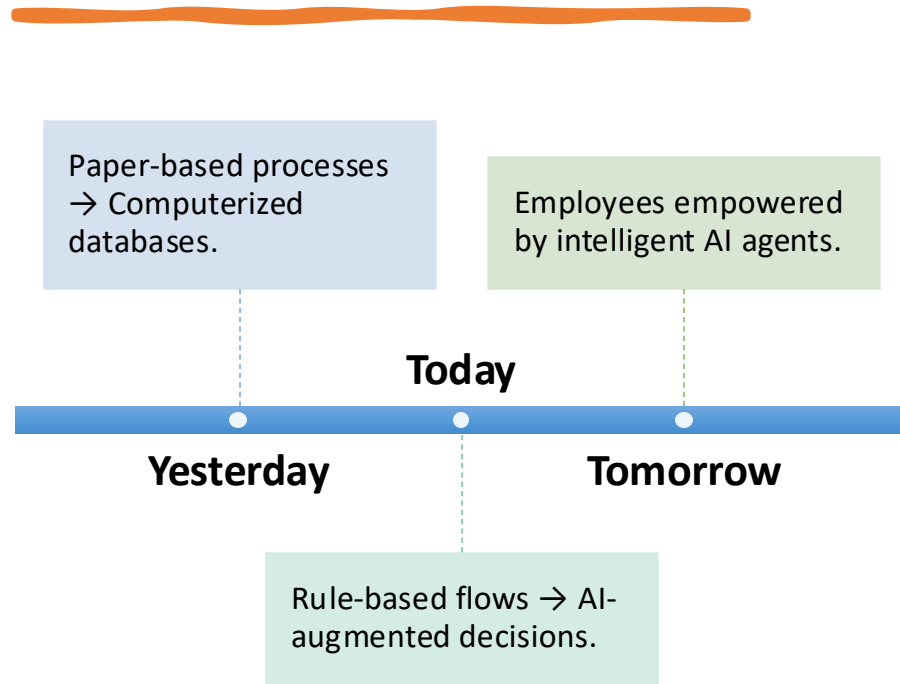 Paper-based processes
→ Computerized
databases.
Employees empowered
by intelligent AI agents.
Today
Yesterday
Tomorrow
Rule-based flows → AI-
augmented decisions.